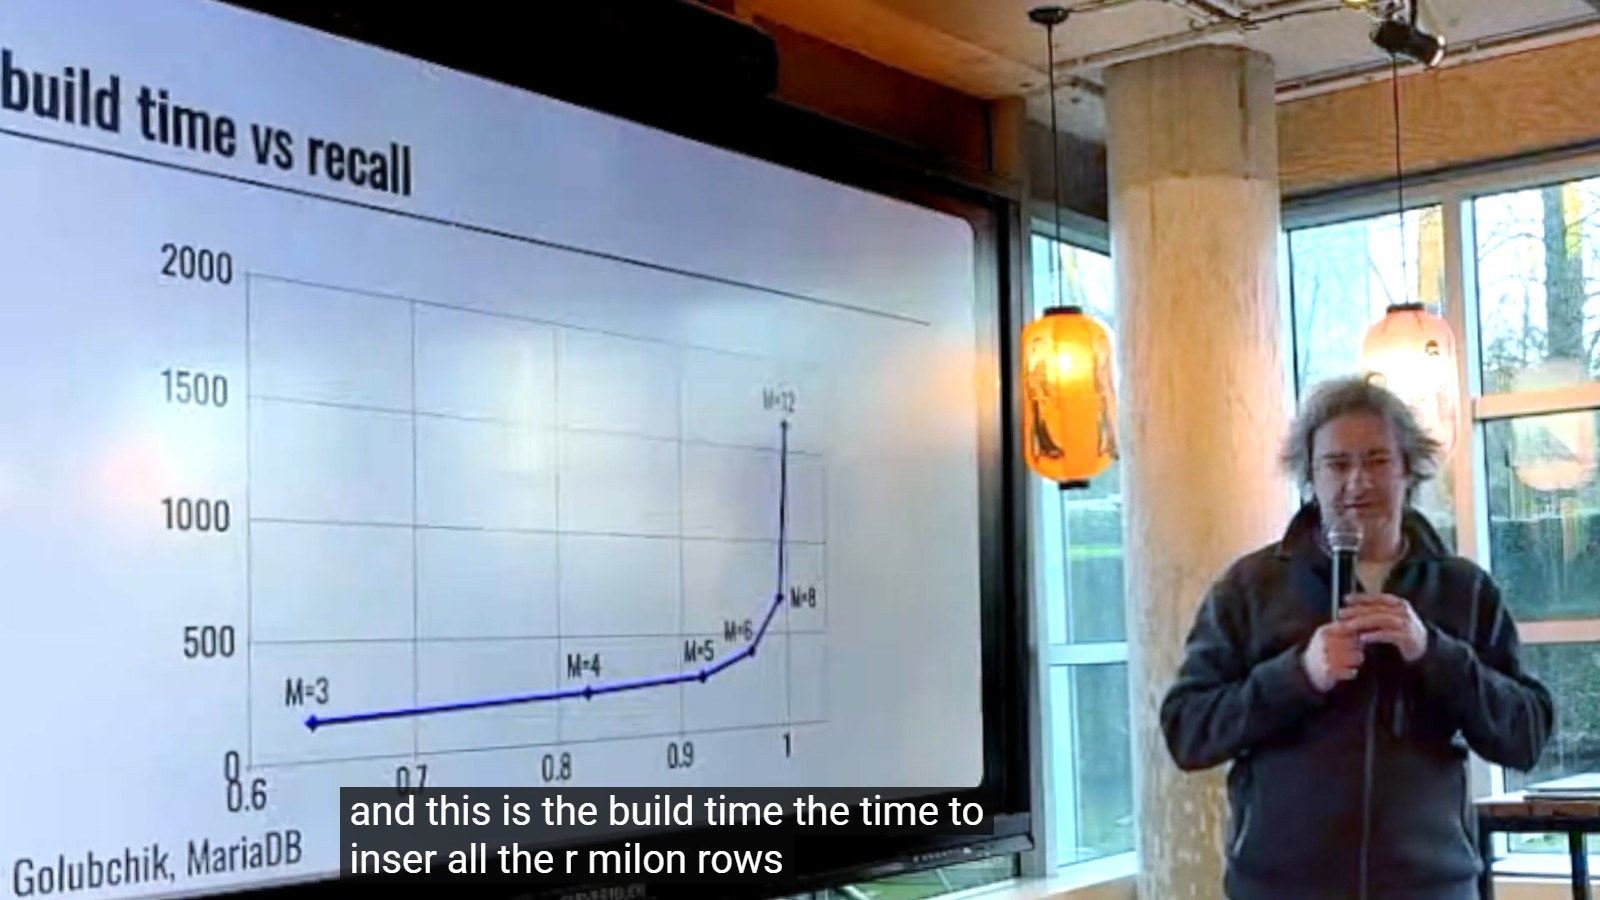 build time vs recall
2000
1500
1000
500
0
0.6
0.7
0.8
0.9
1
M=3
M=4
M=5
M=6
M=8
M=12
Golubchik, MariaDB
and this is the build time the time to
inser all the r milon rows